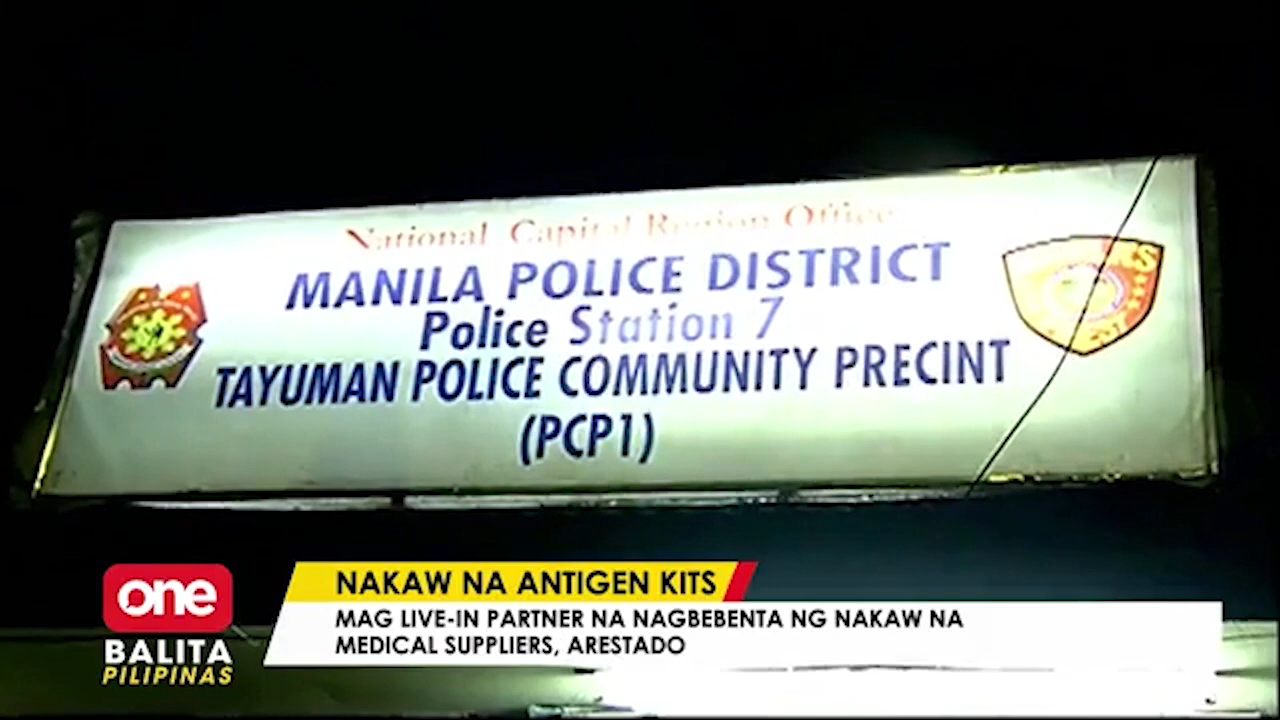 National Capital Region Office
MANILA POLICE DISTRICT
Police Station 7
TAYUMAN POLICE COMMUNITY PRECINT
(PCP1)
one
BALITA
PILIPINAS
NAKAW NA ANTIGEN KITS
MAG LIVE-IN PARTNER NA NAGBEBENTA NG NAKAW NA
MEDICAL SUPPLIERS, ARESTADO